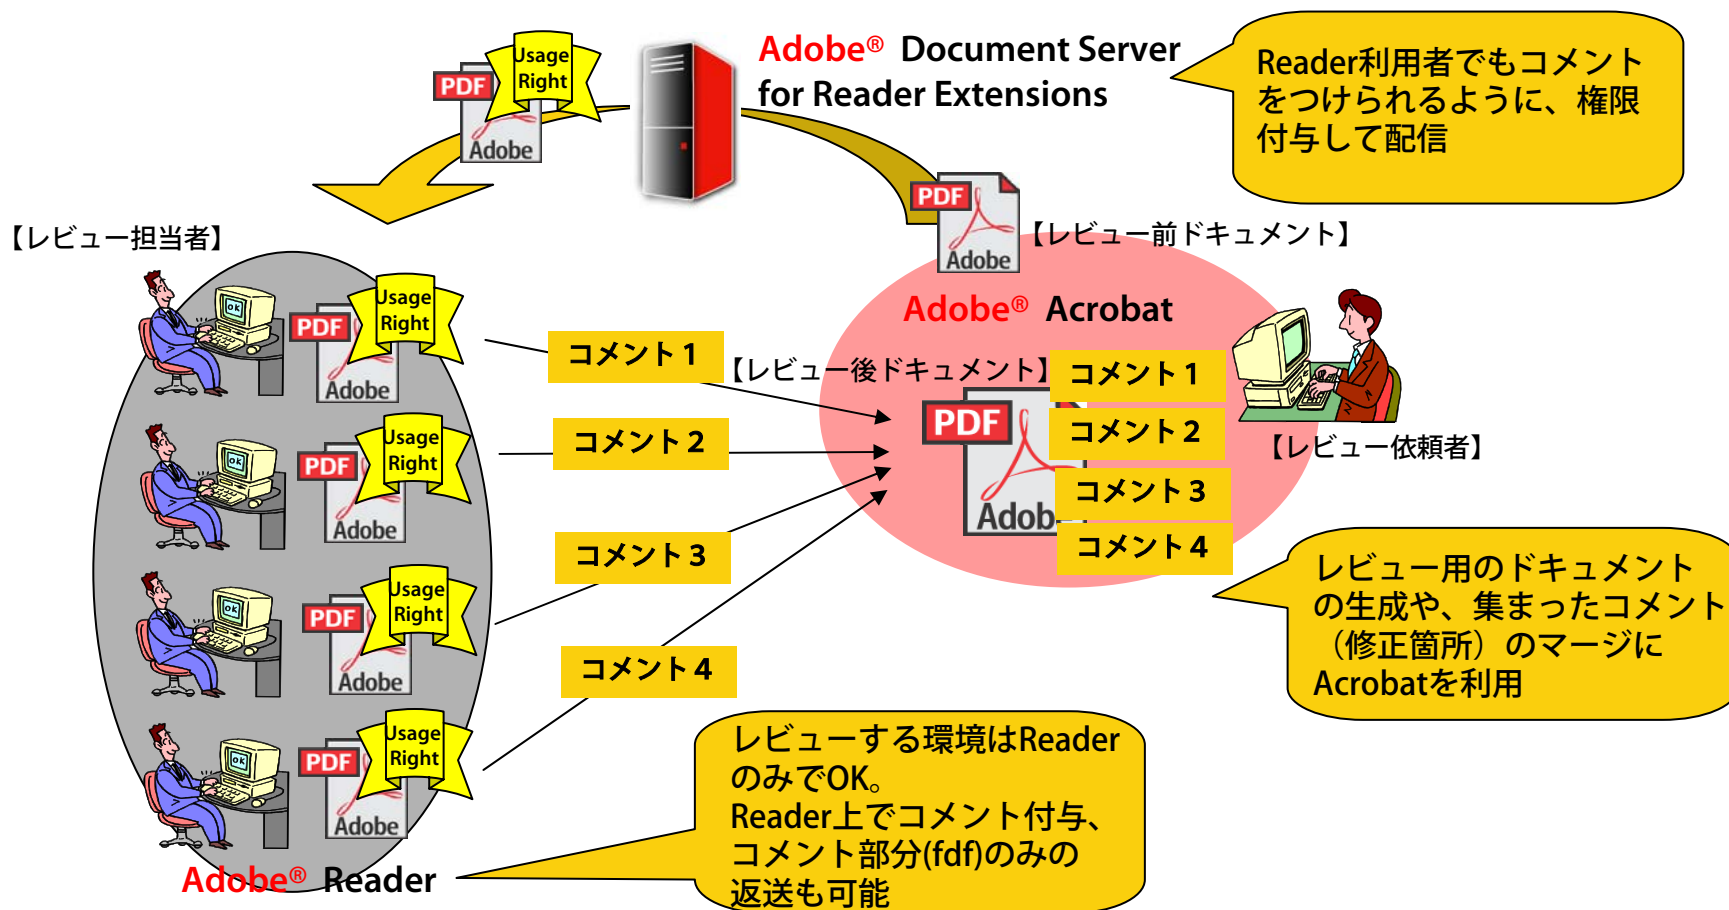 Usage
Right
PDF
Adobe
Adobe® Document Server
for Reader Extensions
Reader利用者でもコメント
をつけられるように、権限
付与して配信
PDF
Adobe
【レビュー前ドキュメント】
【レビュー担当者】
OK
PDF
Usage
Right
Adobe
OK
PDF
Usage
Right
Adobe
OK
PDF
Usage
Right
Adobe
OK
PDF
Usage
Right
Adobe
Adobe® Reader
コメント 1
コメント 2
コメント 3
コメント 4
Adobe® Acrobat
【レビュー後ドキュメント】
PDF
Adob
コメント 1
コメント 2
コメント 3
コメント 4
【レビュー依頼者】
レビュー用のドキュメント
の生成や、集まったコメント
（修正箇所）のマージに
Acrobatを利用
レビューする環境はReader
のみでOK。
Reader上でコメント付与、
コメント部分(fdf)のみの
返送も可能